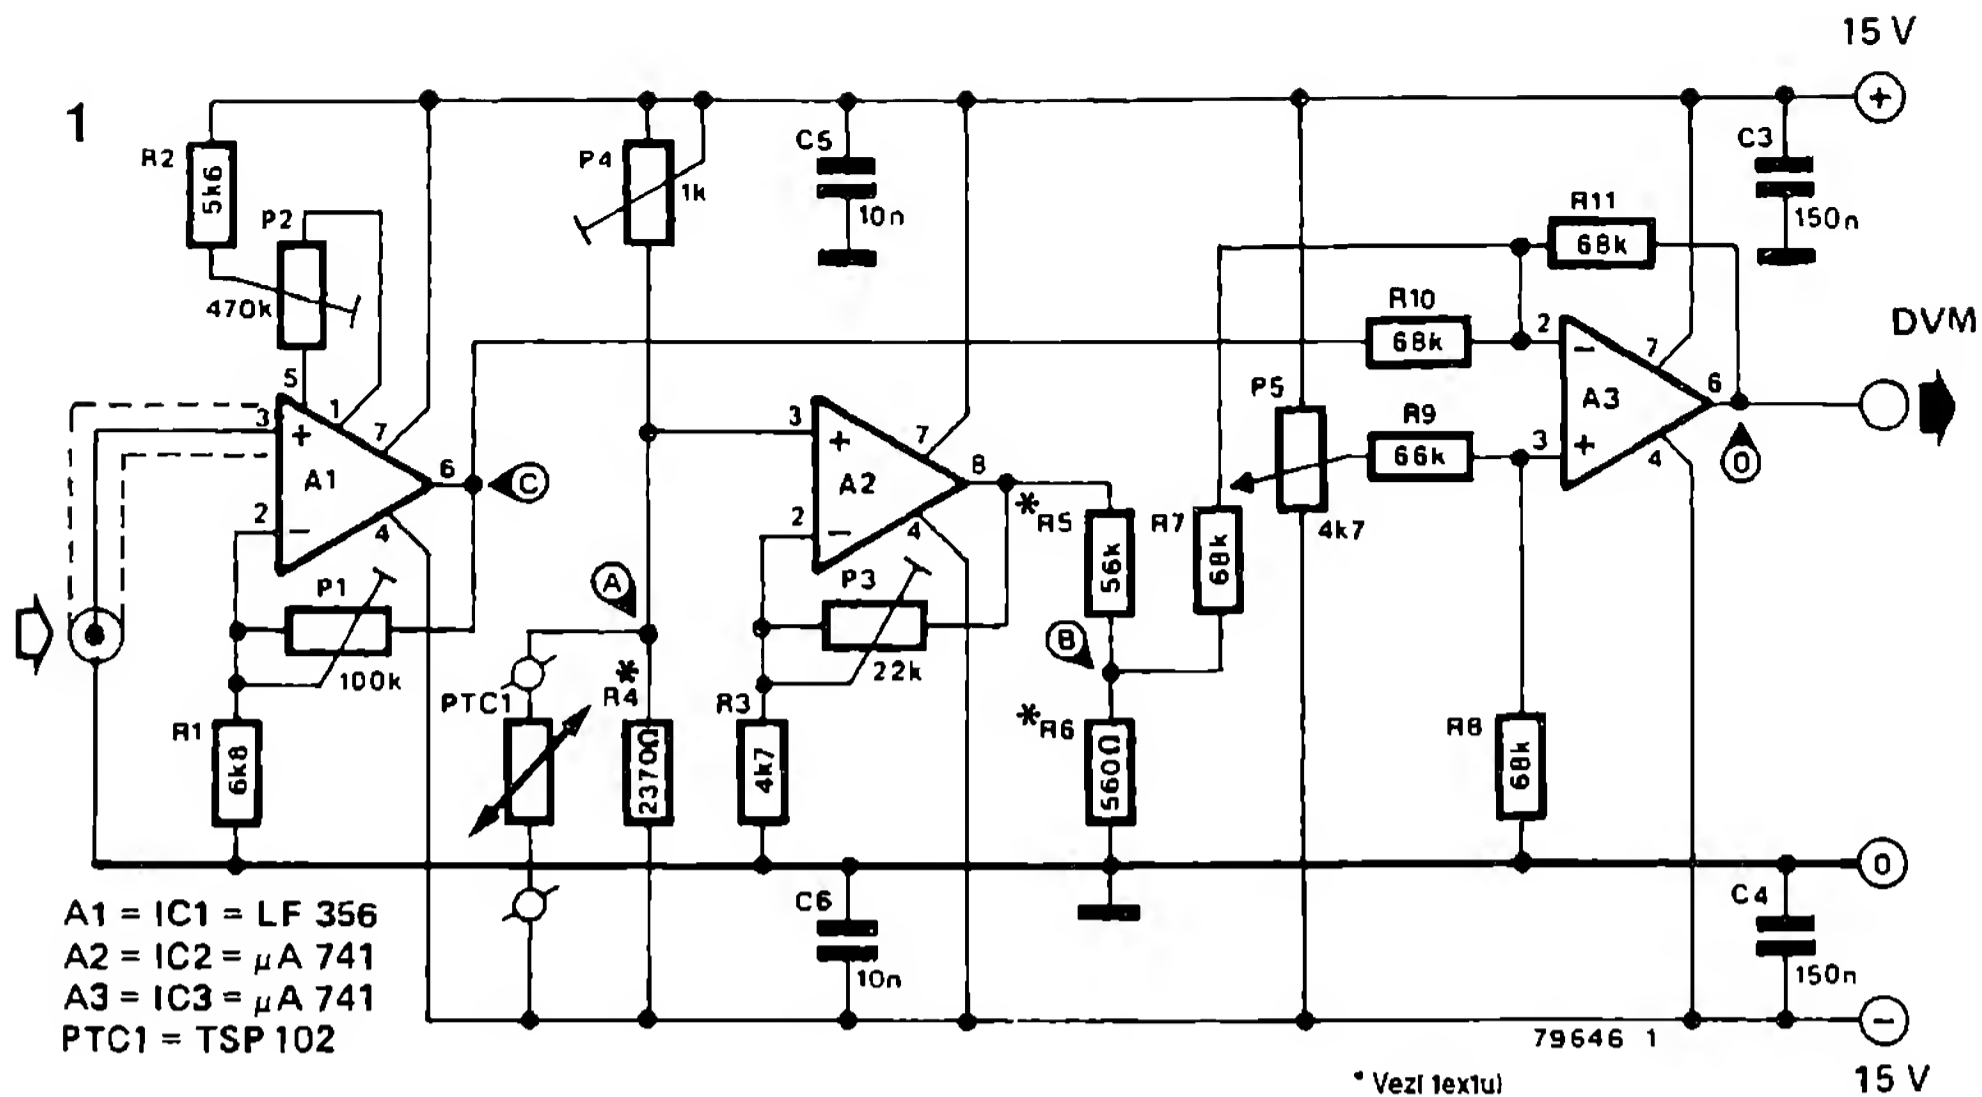 15 V
1
+
R2
5k6
P2
470k
P4
1k
C5
10n
C3
150n
R11
68k
R10
68k
DVM
5
3
1
7
+
A1
6
C
2
−
4
P1
100k
R1
6k8
A
PTC1
*
R4
2370Ω
3
+
7
A2
8
2
−
4
P3
22k
R3
4k7
*
R5
56k
B
*
R6
560Ω
R7
68k
P5
4k7
R9
66k
2
−
7
A3
6
3
+
4
0
R8
68k
0
A1 = IC1 = LF 356
A2 = IC2 = µA 741
A3 = IC3 = µA 741
PTC1 = TSP 102
C6
10n
C4
150n
−
79646 1
15 V
* Vezi textul